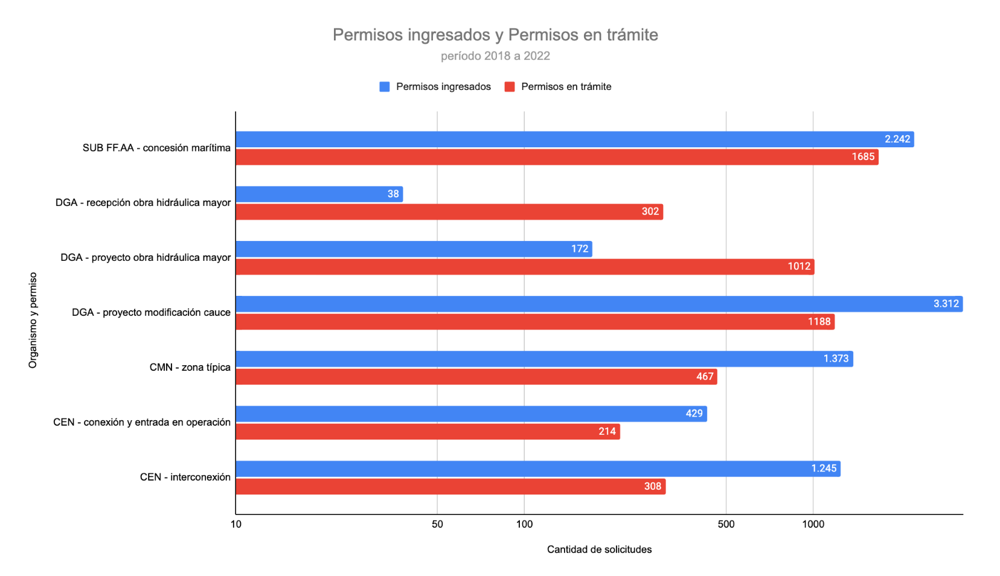 Permisos ingresados y Permisos en trámite
período 2018 a 2022
Permisos ingresados
Permisos en trámite
Organismo y permiso
SUB FF.AA - concesión marítima
2.242
1685
DGA - recepción obra hidráulica mayor
38
302
DGA - proyecto obra hidráulica mayor
172
1012
DGA - proyecto modificación cauce
3.312
1188
CMN - zona típica
1.373
467
CEN - conexión y entrada en operación
429
214
CEN - interconexión
1.245
308
10
50
100
500
1000
Cantidad de solicitudes